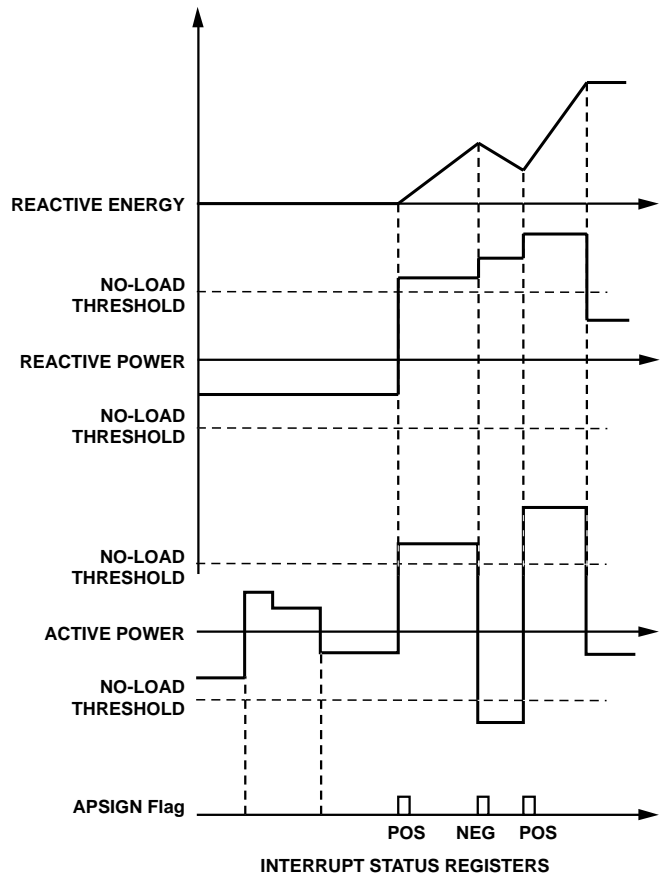 REACTIVE ENERGY
NO-LOAD
THRESHOLD
REACTIVE POWER
NO-LOAD
THRESHOLD
NO-LOAD
THRESHOLD
ACTIVE POWER
NO-LOAD
THRESHOLD
APSIGN Flag
POS NEG POS
INTERRUPT STATUS REGISTERS